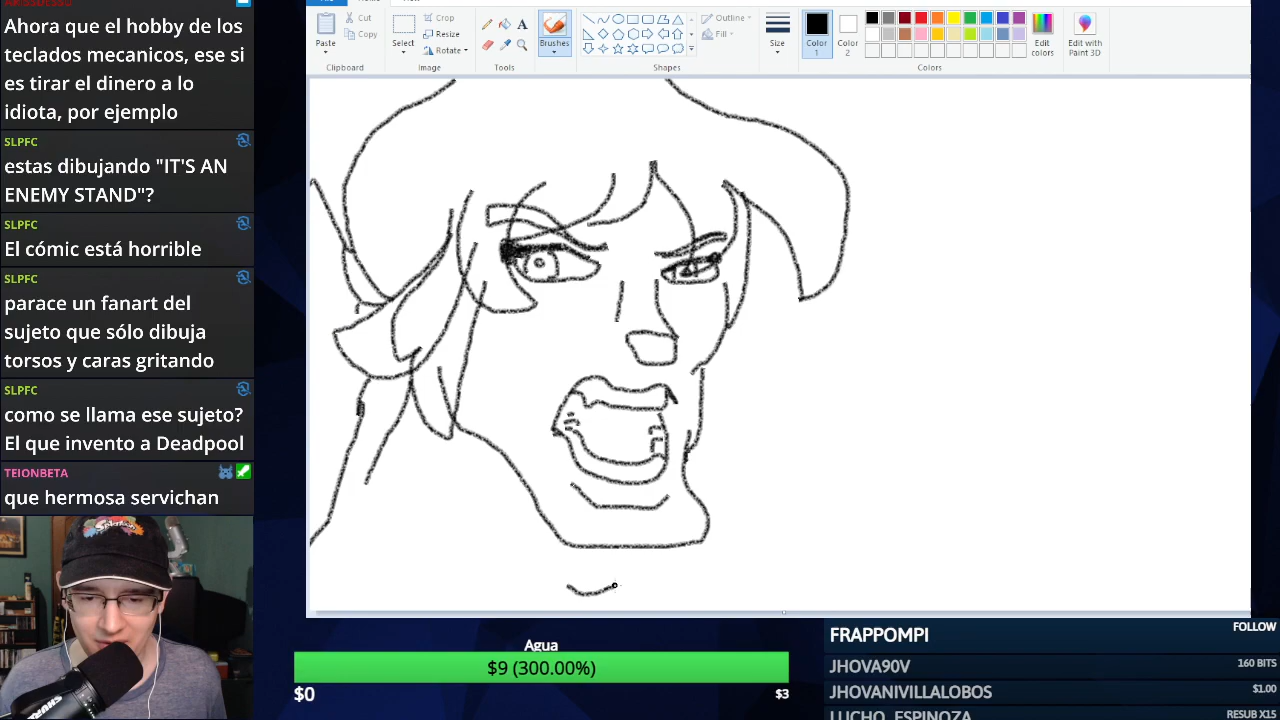 Ahora que el hobby de los
teclados mecanicos, ese si
es tirar el dinero a lo
idiota, por ejemplo
SLPFC
estas dibujando "IT'S AN
ENEMY STAND"?
SLPFC
El cómic está horrible
SLPFC
parace un fanart del
sujeto que sólo dibuja
torsos y caras gritando
SLPFC
como se llama ese sujeto?
El que invento a Deadpool
TEIONBETA
que hermosa servichan
Paste
Cut
Copy
Clipboard
Select
Crop
Resize
Rotate
Image
Tools
Brushes
Shapes
Outline
Fill
Size
Color
1
Color
2
Colors
Edit
colors
Edit with
Paint 3D
Agua
$9 (300.00%)
$0
$3
FRAPPOMPI
FOLLOW
JHOVA90V
160 BITS
JHOVANIVILLALOBOS
$1.00
LUCHO_ESPINOZA
RESUB X15